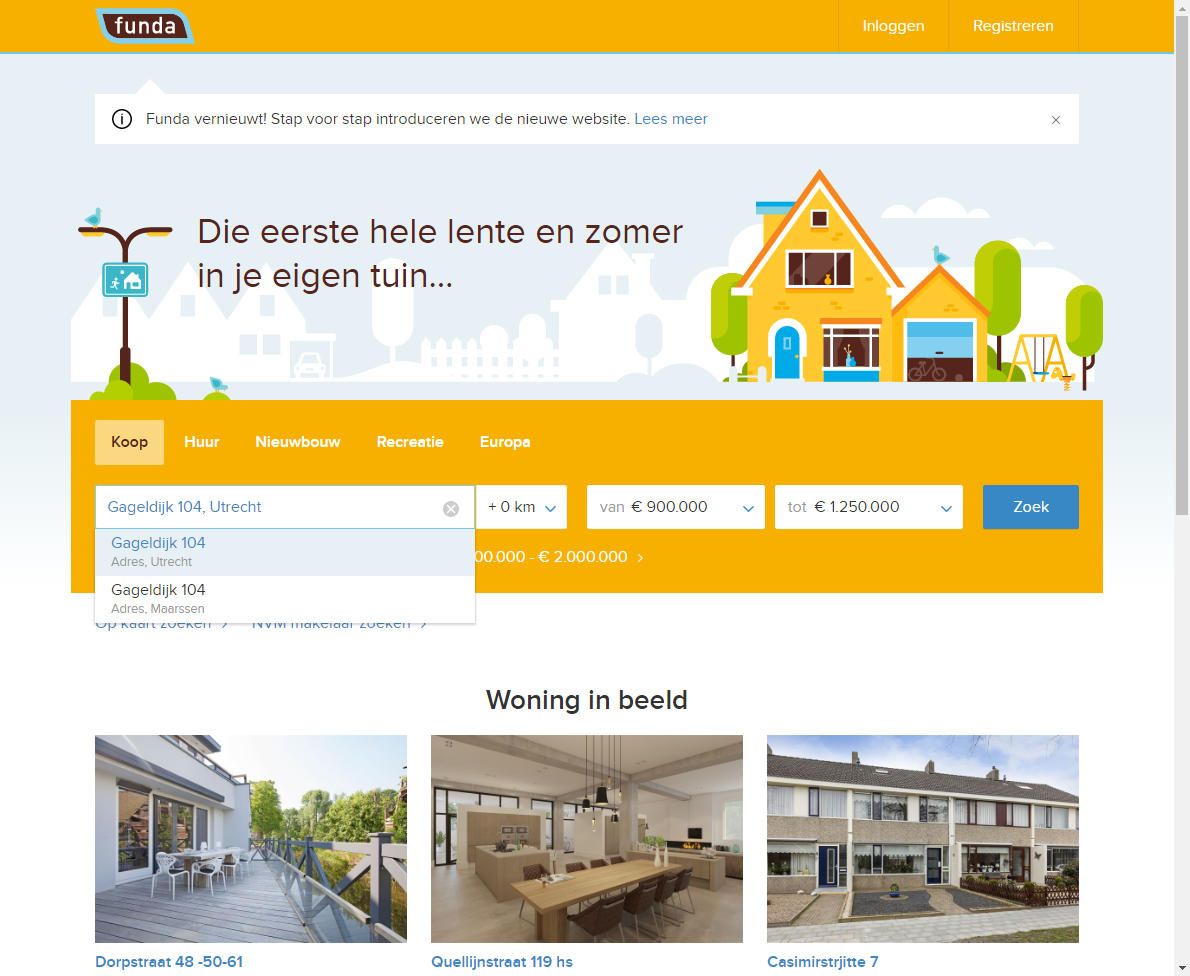 funda
Inloggen
Registreren
Funda vernieuwt! Stap voor stap introduceren we de nieuwe website. Lees meer
Die eerste hele lente en zomer
in je eigen tuin...
Koop
Huur
Nieuwbouw
Recreatie
Europa
Gageldijk 104, Utrecht
+ 0 km
van € 900.000
tot € 1.250.000
Zoek
Gageldijk 104
Adres, Utrecht
00.000 - € 2.000.000
Gageldijk 104
Adres, Maarssen
Op kaart zoeken
NVM makelaar zoeken
Woning in beeld
Dorpstraat 48 -50-61
Quellijnstraat 119 hs
Casimirstrjitte 7